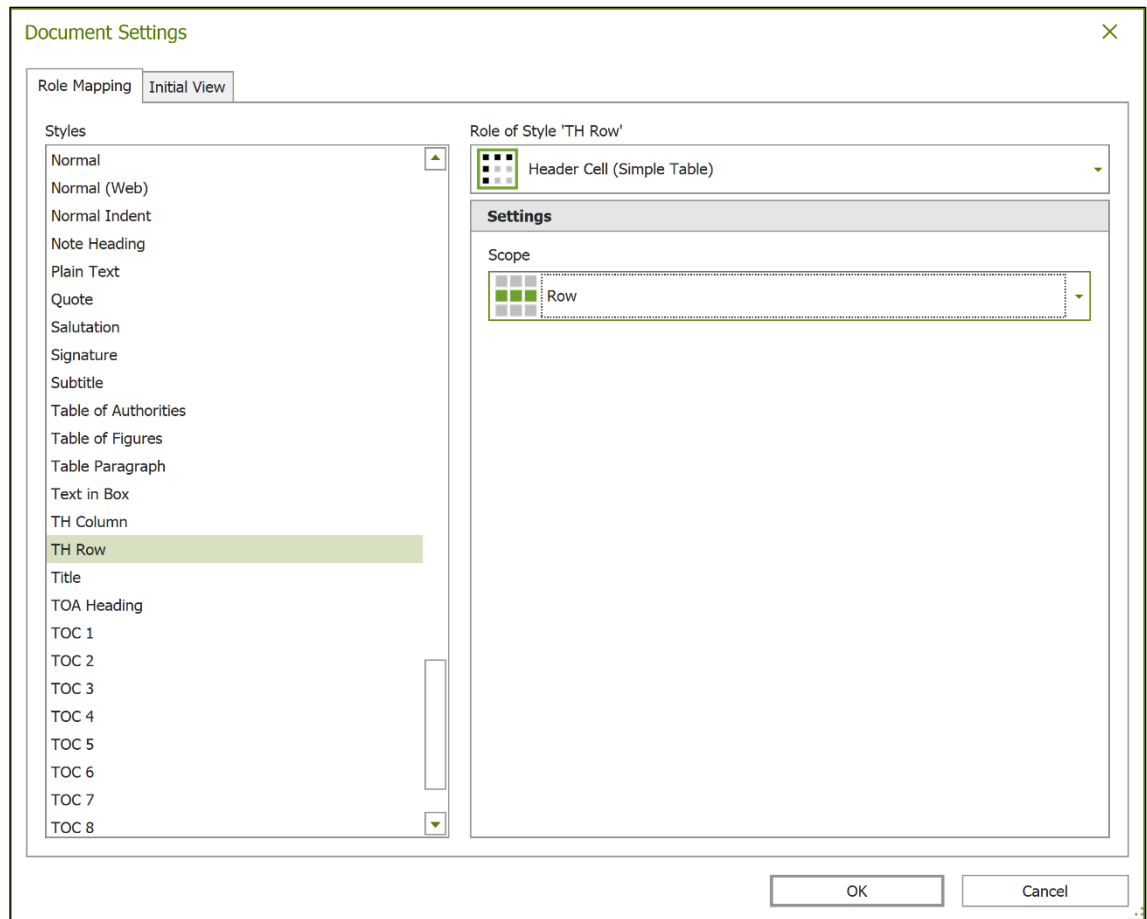 Document Settings
Role Mapping
Initial View
Styles
Normal
Normal (Web)
Normal Indent
Note Heading
Plain Text
Quote
Salutation
Signature
Subtitle
Table of Authorities
Table of Figures
Table Paragraph
Text in Box
TH Column
TH Row
Title
TOA Heading
TOC 1
TOC 2
TOC 3
TOC 4
TOC 5
TOC 6
TOC 7
TOC 8
Role of Style 'TH Row'
Header Cell (Simple Table)
Settings
Scope
Row
OK
Cancel